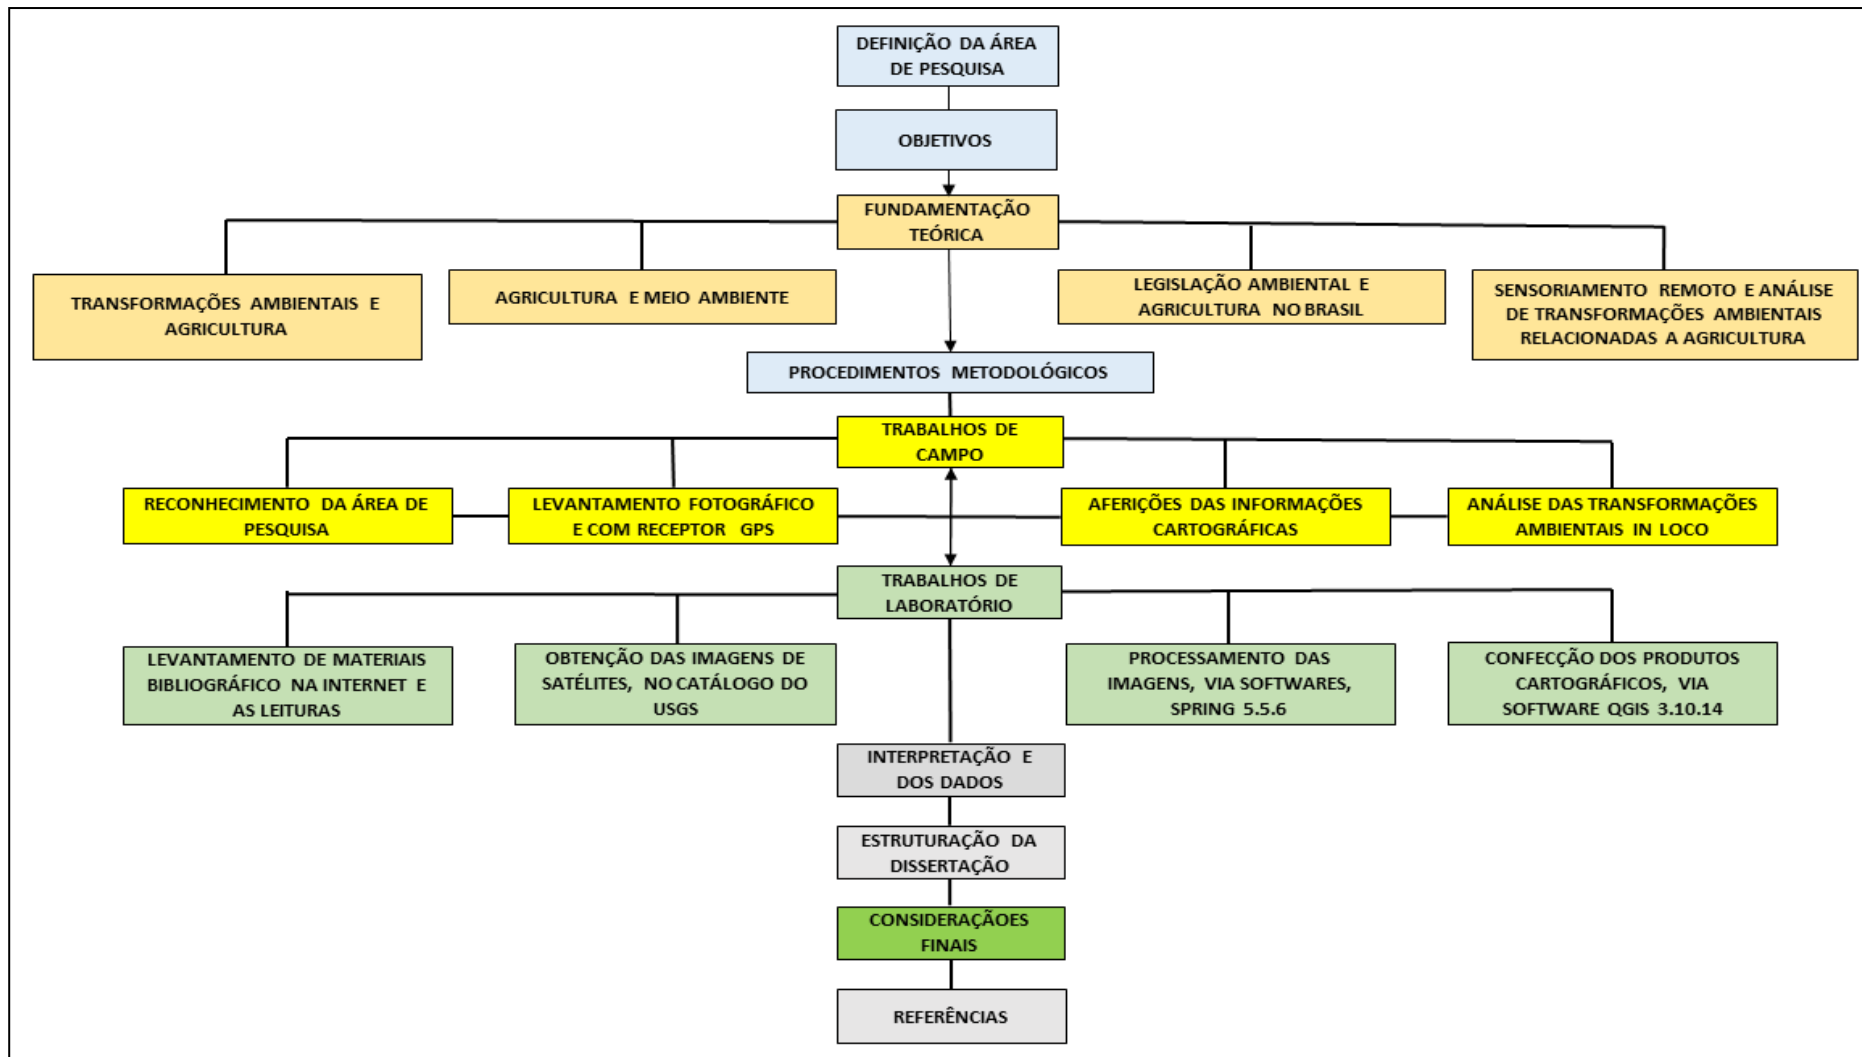 DEFINIÇÃO DA ÁREA
DE PESQUISA
OBJETIVOS
FUNDAMENTAÇÃO
TEÓRICA
TRANSFORMAÇÕES AMBIENTAIS E
AGRICULTURA
AGRICULTURA E MEIO AMBIENTE
LEGISLAÇÃO AMBIENTAL E
AGRICULTURA NO BRASIL
SENSORIAMENTO REMOTO E ANÁLISE
DE TRANSFORMAÇÕES AMBIENTAIS
RELACIONADAS A AGRICULTURA
PROCEDIMENTOS METODOLÓGICOS
TRABALHOS DE
CAMPO
RECONHECIMENTO DA ÁREA DE
PESQUISA
LEVANTAMENTO FOTOGRÁFICO
E COM RECEPTOR GPS
AFERIÇÕES DAS INFORMAÇÕES
CARTOGRÁFICAS
ANÁLISE DAS TRANSFORMAÇÕES
AMBIENTAIS IN LOCO
TRABALHOS DE
LABORATÓRIO
LEVANTAMENTO DE MATERIAIS
BIBLIOGRÁFICO NA INTERNET E
AS LEITURAS
OBTENÇÃO DAS IMAGENS DE
SATÉLITES, NO CATÁLOGO DO
USGS
PROCESSAMENTO DAS
IMAGENS, VIA SOFTWARES,
SPRING 5.5.6
CONFECÇÃO DOS PRODUTOS
CARTOGRÁFICOS, VIA
SOFTWARE QGIS 3.10.14
INTERPRETAÇÃO E
DOS DADOS
ESTRUTURAÇÃO DA
DISSERTAÇÃO
CONSIDERAÇÃOES
FINAIS
REFERÊNCIAS